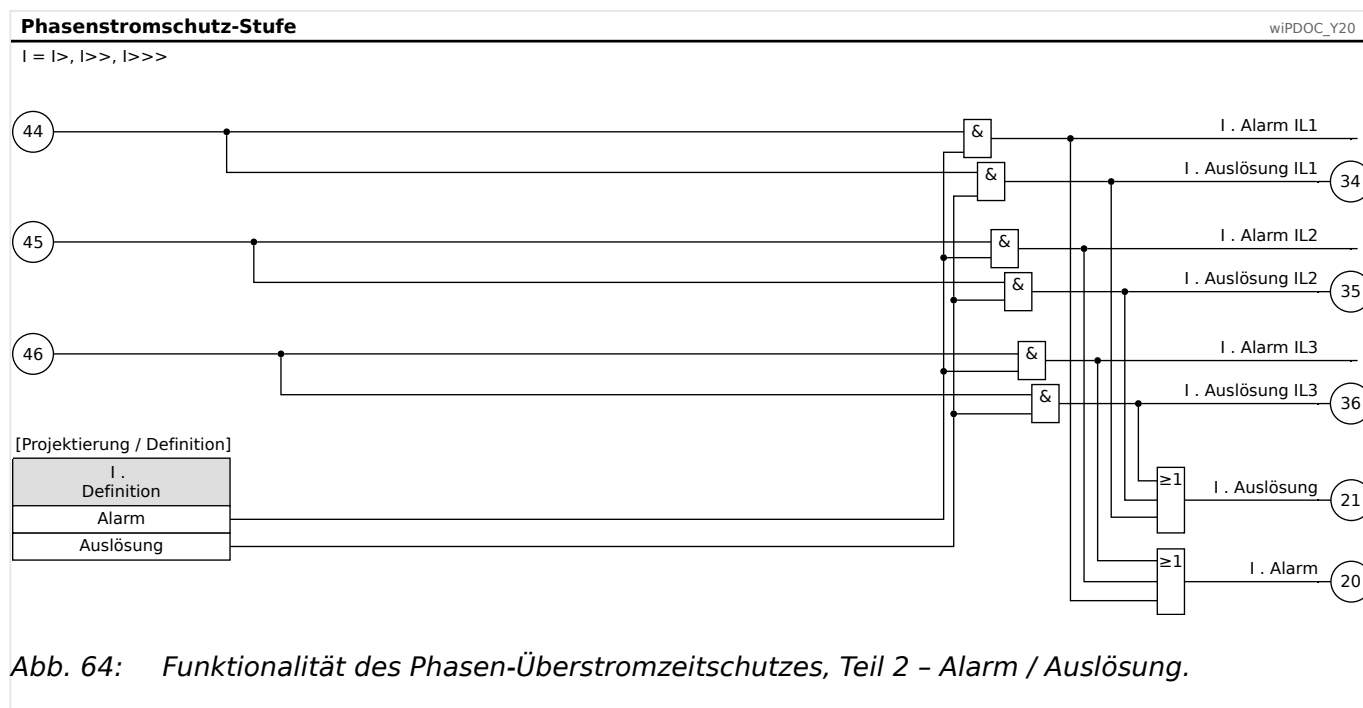 Phasenstromschutz-Stufe
wiPDOC_Y20
I = I>, I>>, I>>>
44
&
I . Alarm IL1
&
I . Auslösung IL1
34
45
&
I . Alarm IL2
&
I . Auslösung IL2
35
46
&
I . Alarm IL3
&
I . Auslösung IL3
36
[Projektierung / Definition]
I .
Definition
Alarm
Auslösung
≥1
I . Auslösung
21
≥1
I . Alarm
20
Abb. 64: Funktionalität des Phasen-Überstromzeitschutzes, Teil 2 – Alarm / Auslösung.